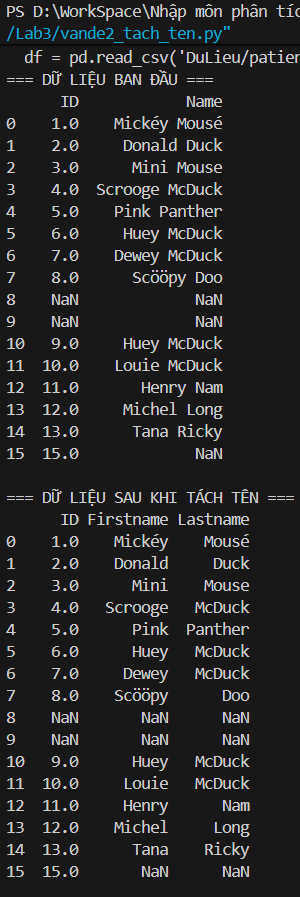 PS D:\WorkSpace\Nhập môn phân tíc
/Lab3/vande2_tach_ten.py"
df = pd.read_csv('DuLieu/patien
=== DỮ LIỆU BAN ĐẦU ===
ID Name
0 1.0 Mickéy Mousé
1 2.0 Donald Duck
2 3.0 Mini Mouse
3 4.0 Scrooge McDuck
4 5.0 Pink Panther
5 6.0 Huey McDuck
6 7.0 Dewey McDuck
7 8.0 Scööpy Doo
8 NaN NaN
9 NaN NaN
10 9.0 Huey McDuck
11 10.0 Louie McDuck
12 11.0 Henry Nam
13 12.0 Michel Long
14 13.0 Tana Ricky
15 15.0 NaN
=== DỮ LIỆU SAU KHI TÁCH TÊN ===
ID Firstname Lastname
0 1.0 Mickéy Mousé
1 2.0 Donald Duck
2 3.0 Mini Mouse
3 4.0 Scrooge McDuck
4 5.0 Pink Panther
5 6.0 Huey McDuck
6 7.0 Dewey McDuck
7 8.0 Scööpy Doo
8 NaN NaN NaN
9 NaN NaN NaN
10 9.0 Huey McDuck
11 10.0 Louie McDuck
12 11.0 Henry Nam
13 12.0 Michel Long
14 13.0 Tana Ricky
15 15.0 NaN NaN